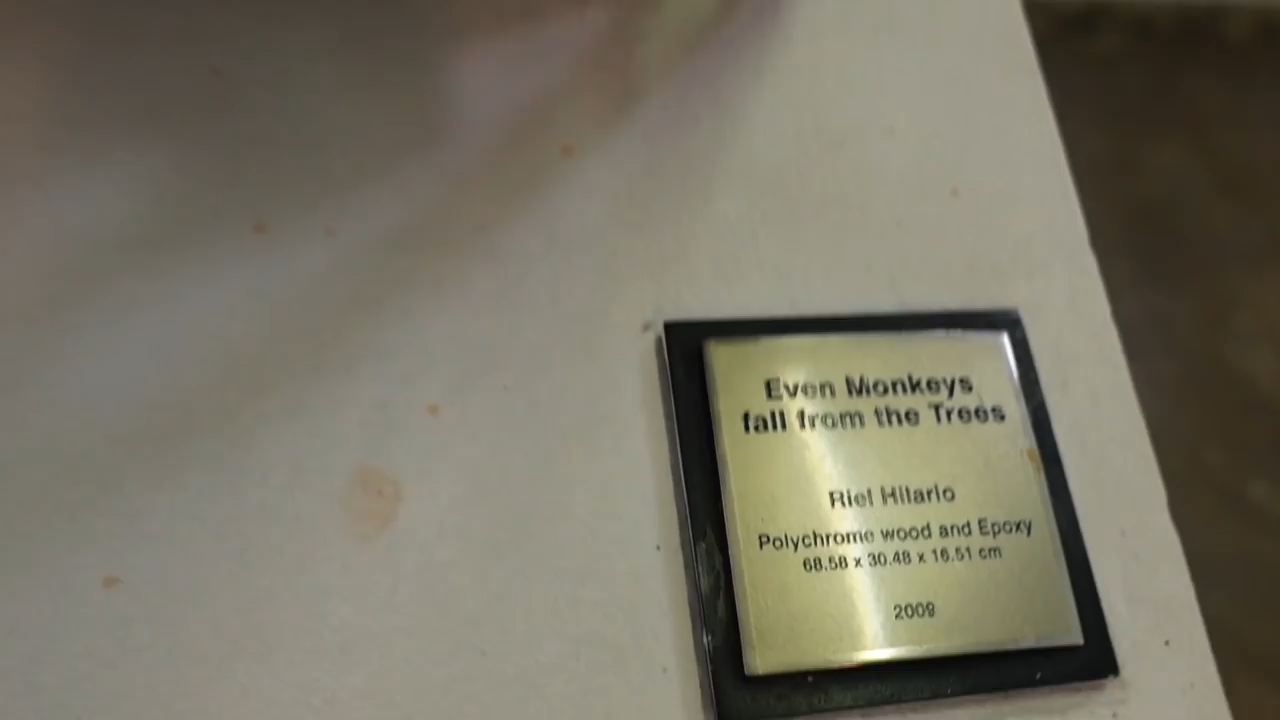 Even Monkeys
fall from the Trees
Riel Hilario
Polychrome wood and Epoxy
68.58 x 30.48 x 16.51 cm
2009